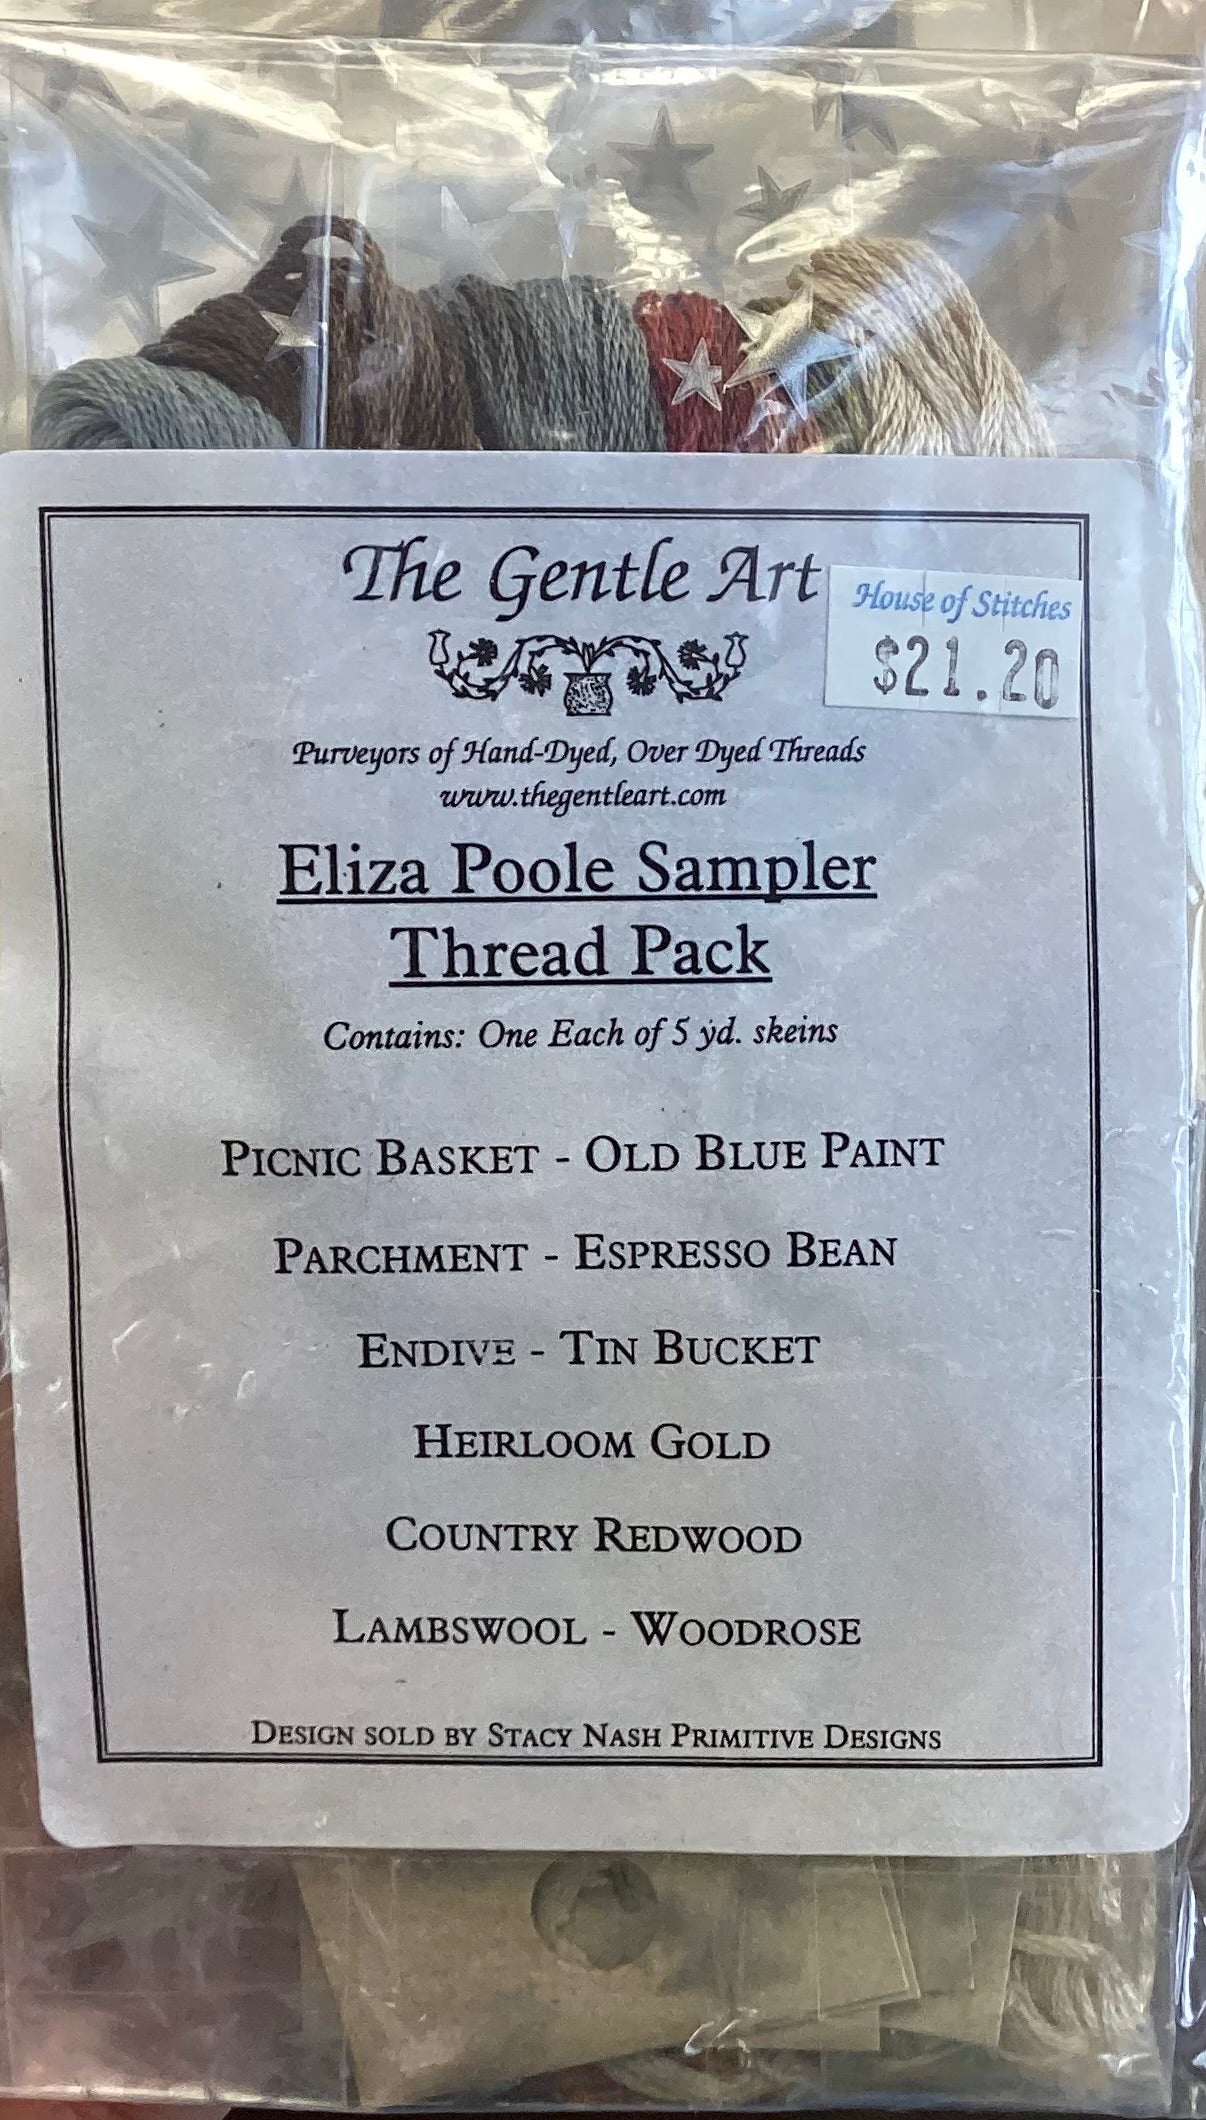 The Gentle Art
House of Stitches
$21.20
Purveyors of Hand-Dyed, Over Dyed Threads
www.thegentleart.com
Eliza Poole Sampler
Thread Pack
Contains: One Each of 5 yd. skeins
PICNIC BASKET - OLD BLUE PAINT
PARCHMENT - ESPRESSO BEAN
ENDIVE - TIN BUCKET
HEIRLOOM GOLD
COUNTRY REDWOOD
LAMBSWOOL - WOODROSE
DESIGN SOLD BY STACY NASH PRIMITIVE DESIGNS